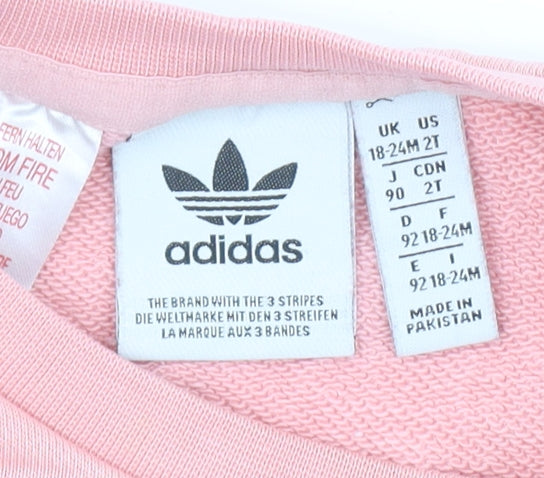 FERN HALTEN
OM FIRE
FEU
UEGO
adidas
THE BRAND WITH THE 3 STRIPES
DIE WELTMARKE MIT DEN 3 STREIFEN
LA MARQUE AUX 3 BANDES
UK US
18-24M 2T
J CDN
90 2T
D F
92 18-24M
E I
92 18-24M
MADE IN
PAKISTAN